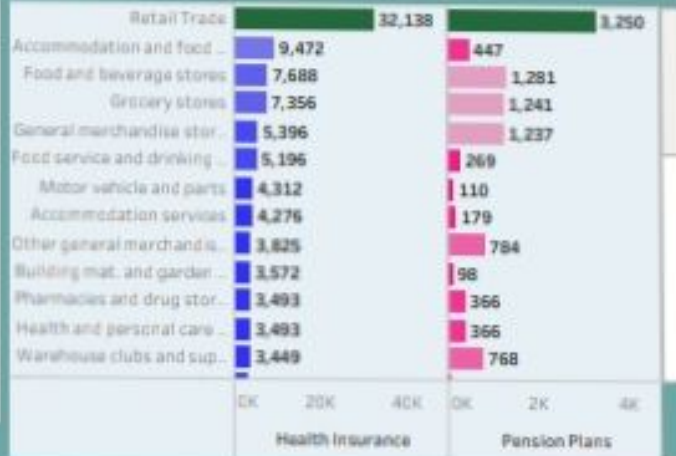 Retail Trade 32,138 3,250
Accommodation and food ... 9,472 447
Food and beverage stores 7,688 1,281
Grocery stores 7,356 1,241
General merchandise stor.. 5,396 1,237
Food service and drinking ... 5,196 269
Motor vehicle and parts 4,312 110
Accommodation services 4,276 179
Other general merchandis.. 3,825 784
Building mat. and garden ... 3,572 98
Pharmacies and drug stor.. 3,493 366
Health and personal care ... 3,493 366
Warehouse clubs and sup.. 3,449 768
0K 20K 40K 0K 2K 4K
Health Insurance Pension Plans